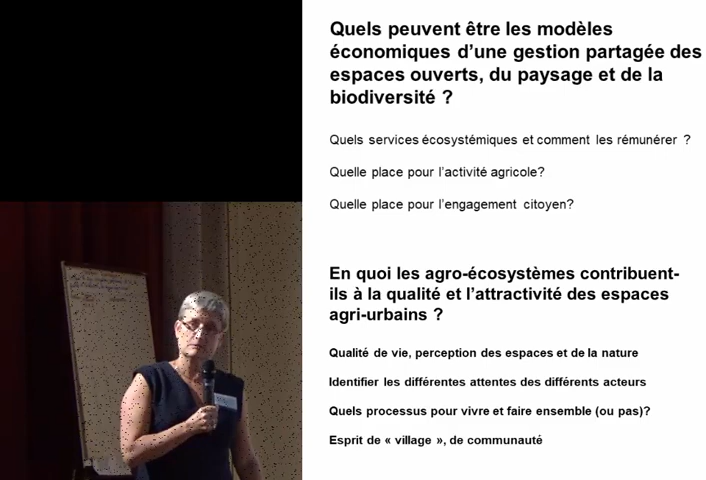 Quels peuvent être les modèles
économiques d'une gestion partagée des
espaces ouverts, du paysage et de la
biodiversité ?
Quels services écosystémiques et comment les rémunérer ?
Quelle place pour l'activité agricole?
Quelle place pour l'engagement citoyen?
En quoi les agro-écosystèmes contribuent-
ils à la qualité et l'attractivité des espaces
agri-urbains ?
Qualité de vie, perception des espaces et de la nature
Identifier les différentes attentes des différents acteurs
Quels processus pour vivre et faire ensemble (ou pas)?
Esprit de « village », de communauté